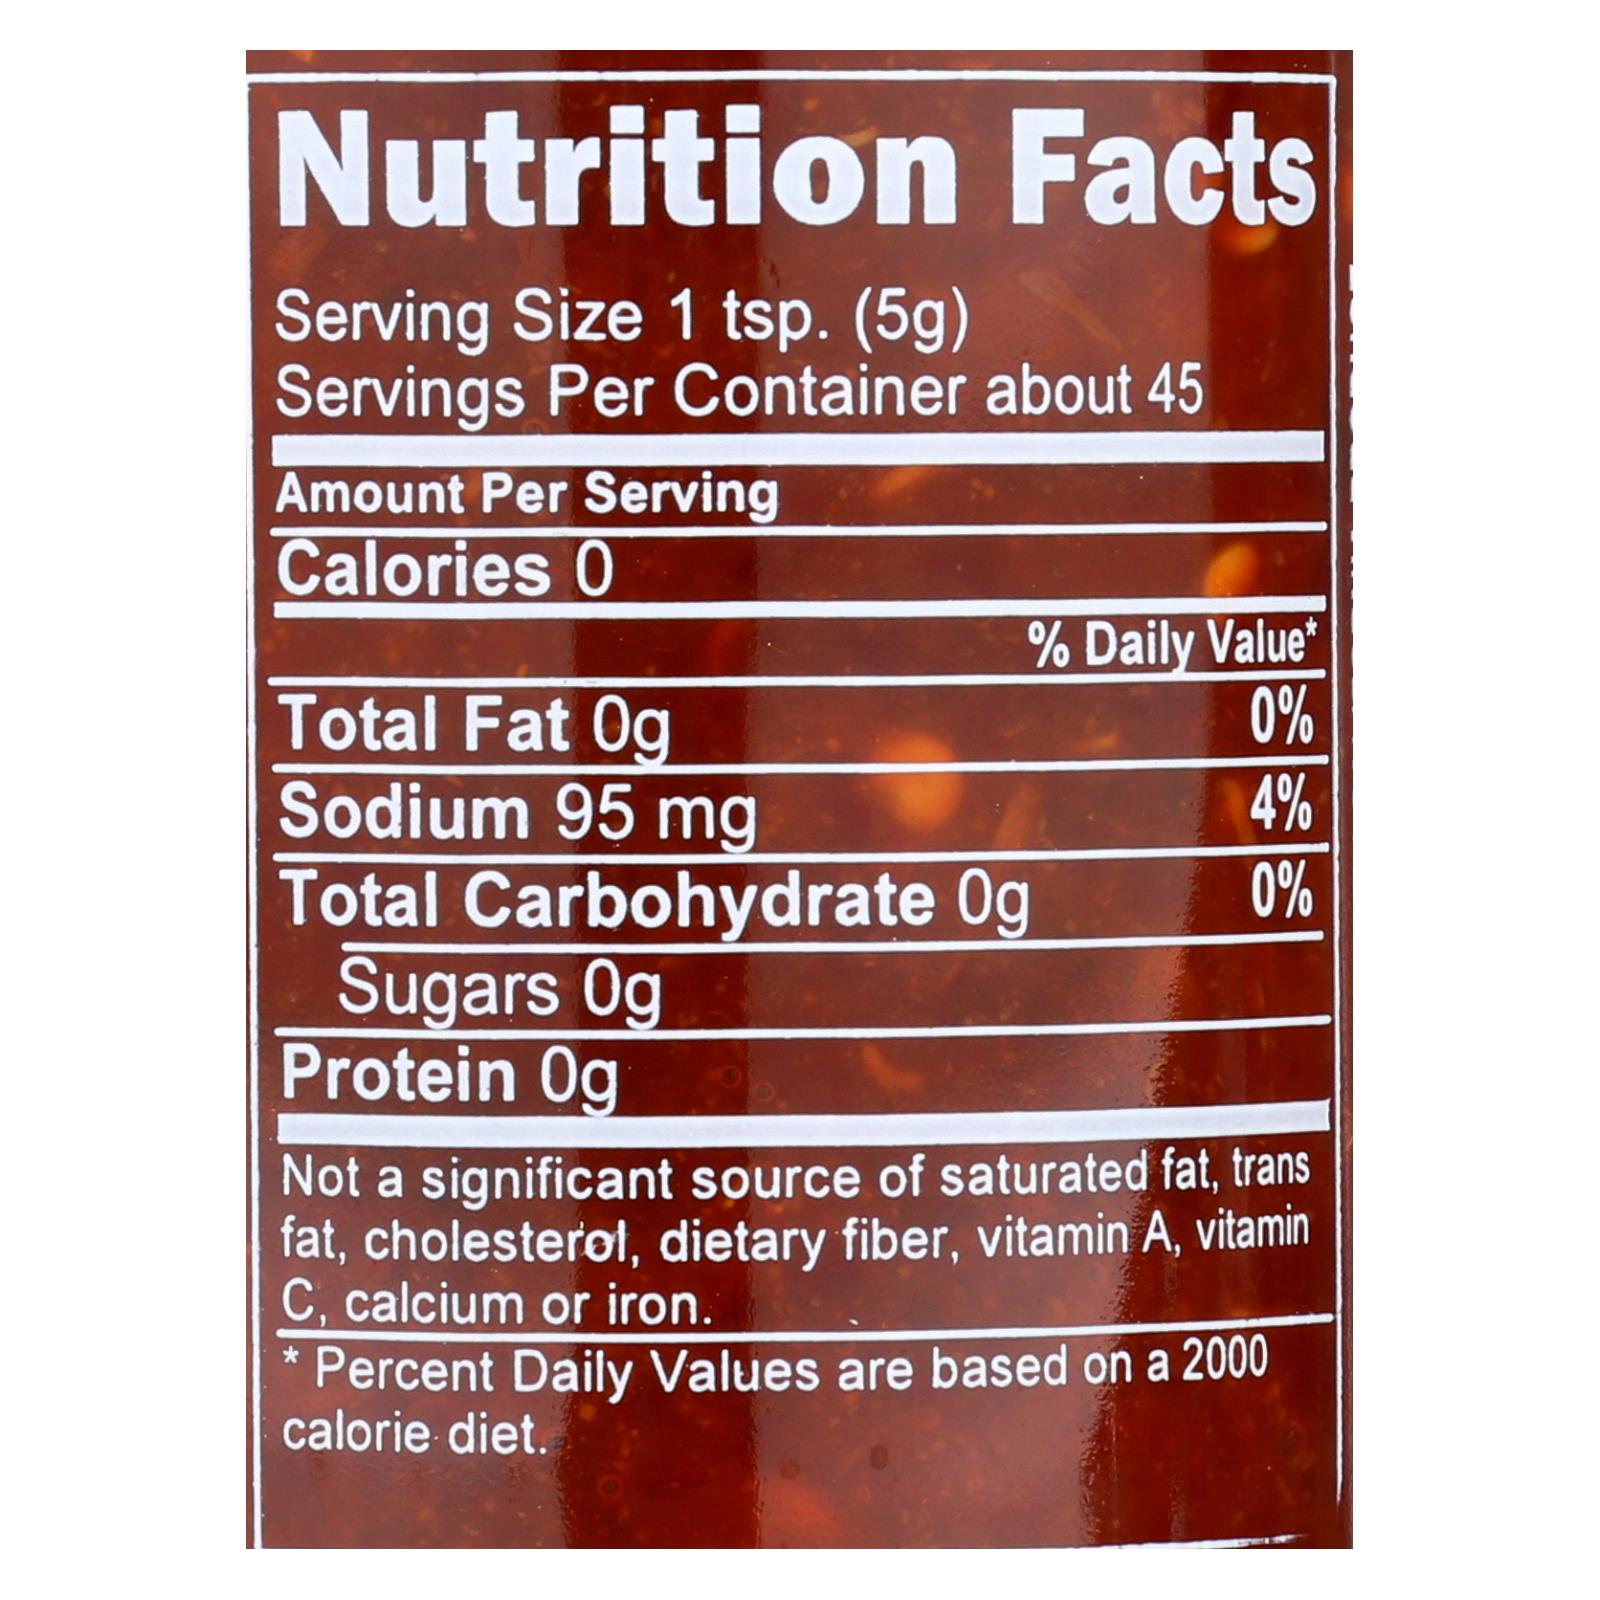 Nutrition Facts
Serving Size 1 tsp. (5g)
Servings Per Container about 45
Amount Per Serving
Calories 0
% Daily Value*
Total Fat 0g 0%
Sodium 95 mg 4%
Total Carbohydrate 0g 0%
Sugars 0g
Protein 0g
Not a significant source of saturated fat, trans
fat, cholesterol, dietary fiber, vitamin A, vitamin
C, calcium or iron.
* Percent Daily Values are based on a 2000
calorie diet.